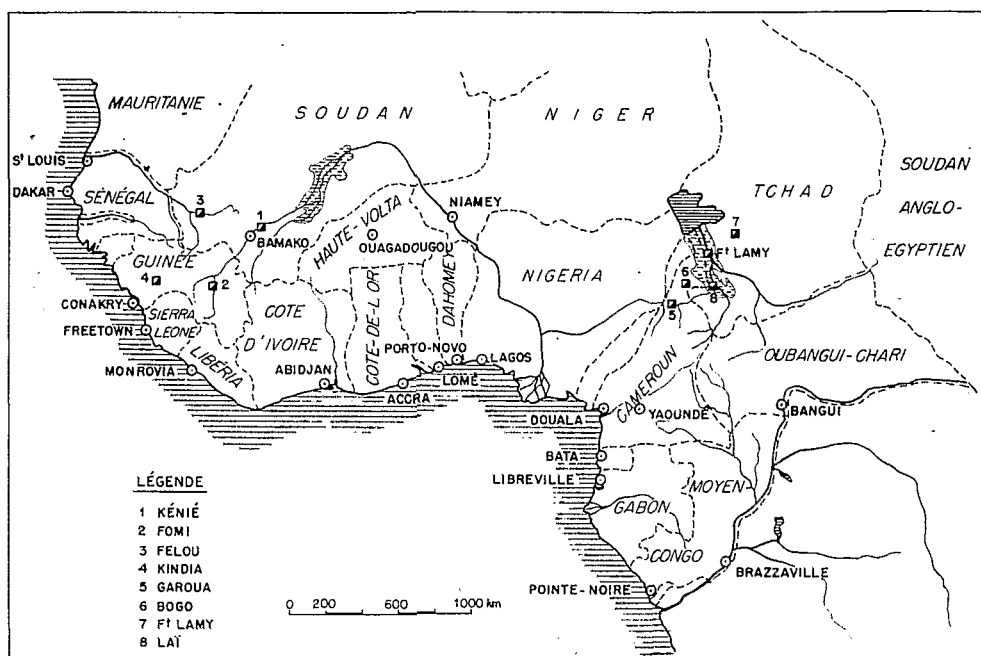 MAURITANIE
SOUDAN
NIGER
TCHAD
SOUDAN
ANGLO-
EGYPTIEN
St LOUIS
DAKAR
SÉNÉGAL
3
1
BAMAKO
HAUTE-VOLTA
OUAGADOUGOU
NIAMEY
7
Ft LAMY
GUINÉE
4
2
NIGERIA
6
8
5
CONAKRY
FREETOWN
SIERRA
LEONE
COTE
D'IVOIRE
COTE-DE-L'OR
DAHOMEY
LIBERIA
MONROVIA
ABIDJAN
PORTO-NOVO
LAGOS
LOMÉ
ACCRA
CAMEROUN
OUBANGUI-CHARI
DOUALA
YAOUNDÉ
BANGUI
BATA
LIBREVILLE
MOYEN-
GABON
CONGO
BRAZZAVILLE
POINTE-NOIRE
LÉGENDE
1 KÉNIÉ
2 FOMI
3 FELOU
4 KINDIA
5 GAROUA
6 BOGO
7 Ft LAMY
8 LAÏ
0 200 600 1000 km